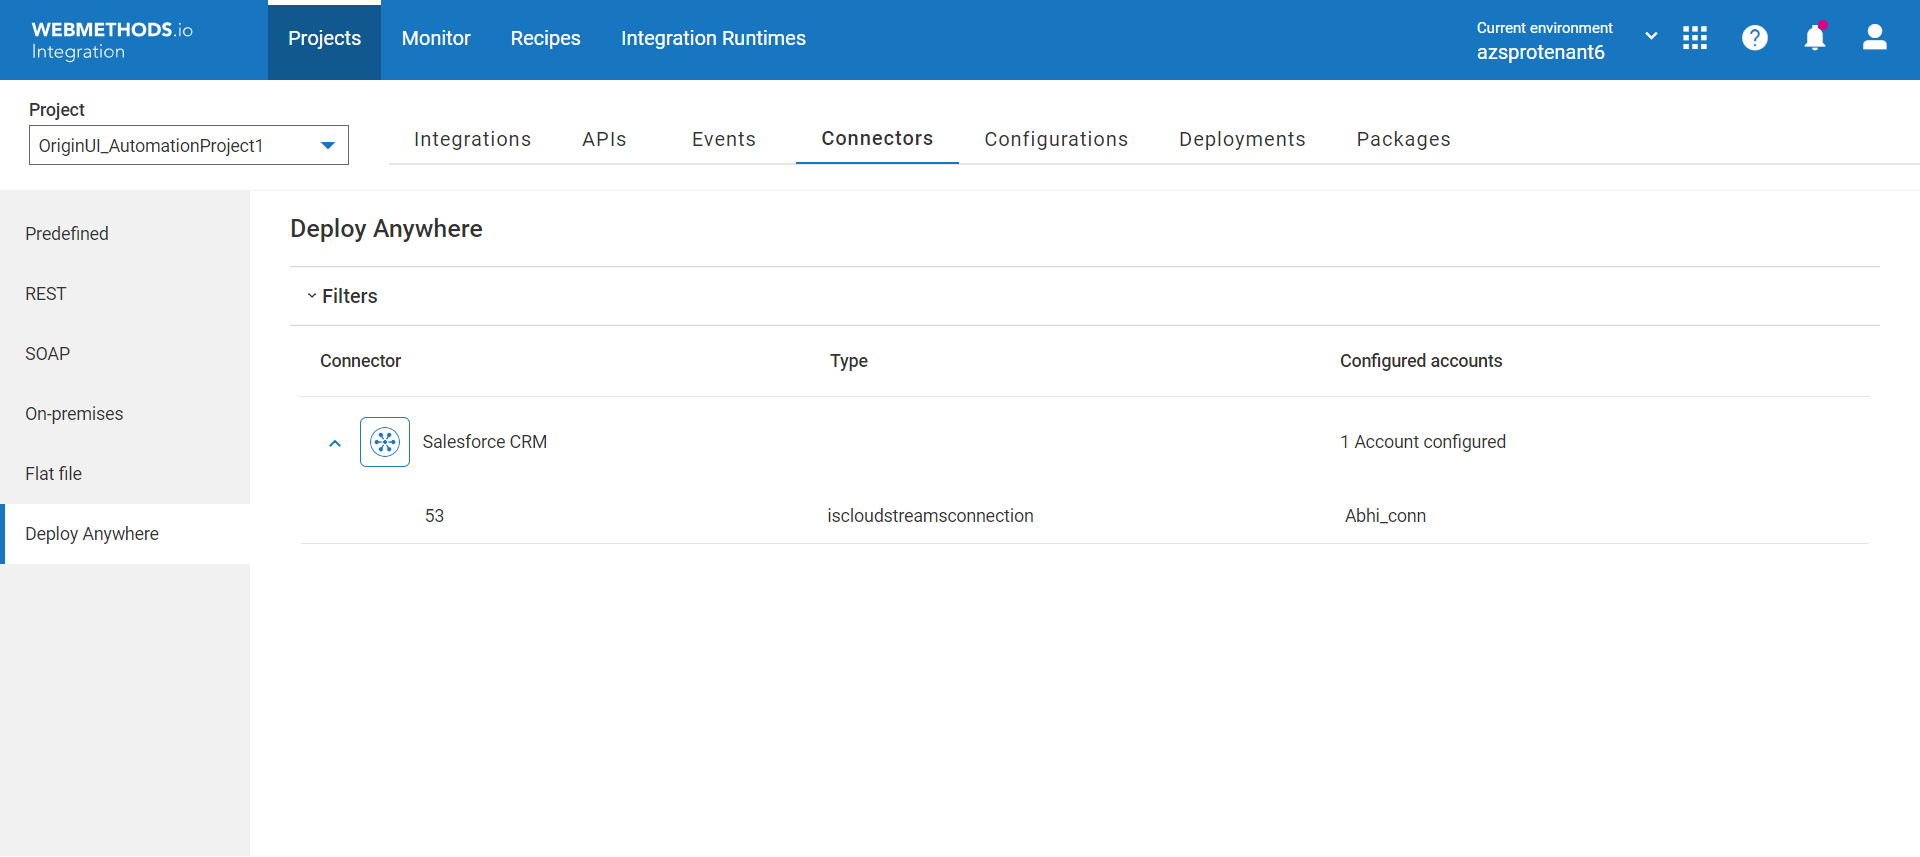 WEBMETHODS.io
Integration
Projects
Monitor
Recipes
Integration Runtimes
Current environment
azsprotenant6
Project
OriginUI_AutomationProject1
Integrations
APIs
Events
Connectors
Configurations
Deployments
Packages
Predefined
REST
SOAP
On-premises
Flat file
Deploy Anywhere
Deploy Anywhere
Filters
Connector
Type
Configured accounts
Salesforce CRM
1 Account configured
53
iscloudstreamsconnection
Abhi_conn